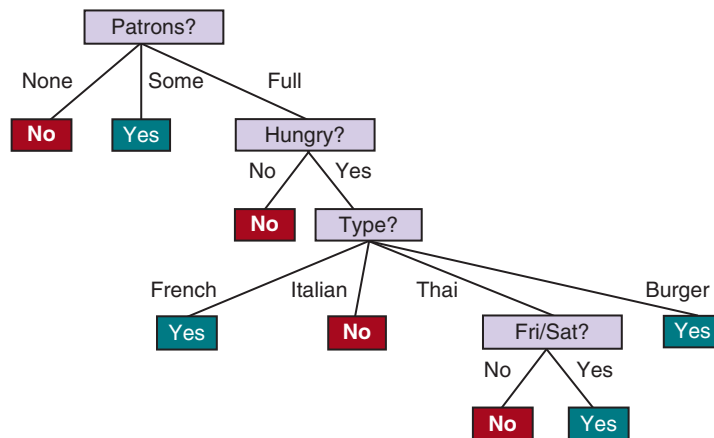 Patrons?
None Some Full
No Yes Hungry?
No Yes
No Type?
French Italian Thai Burger
Yes No Fri/Sat? Yes
No Yes
No Yes